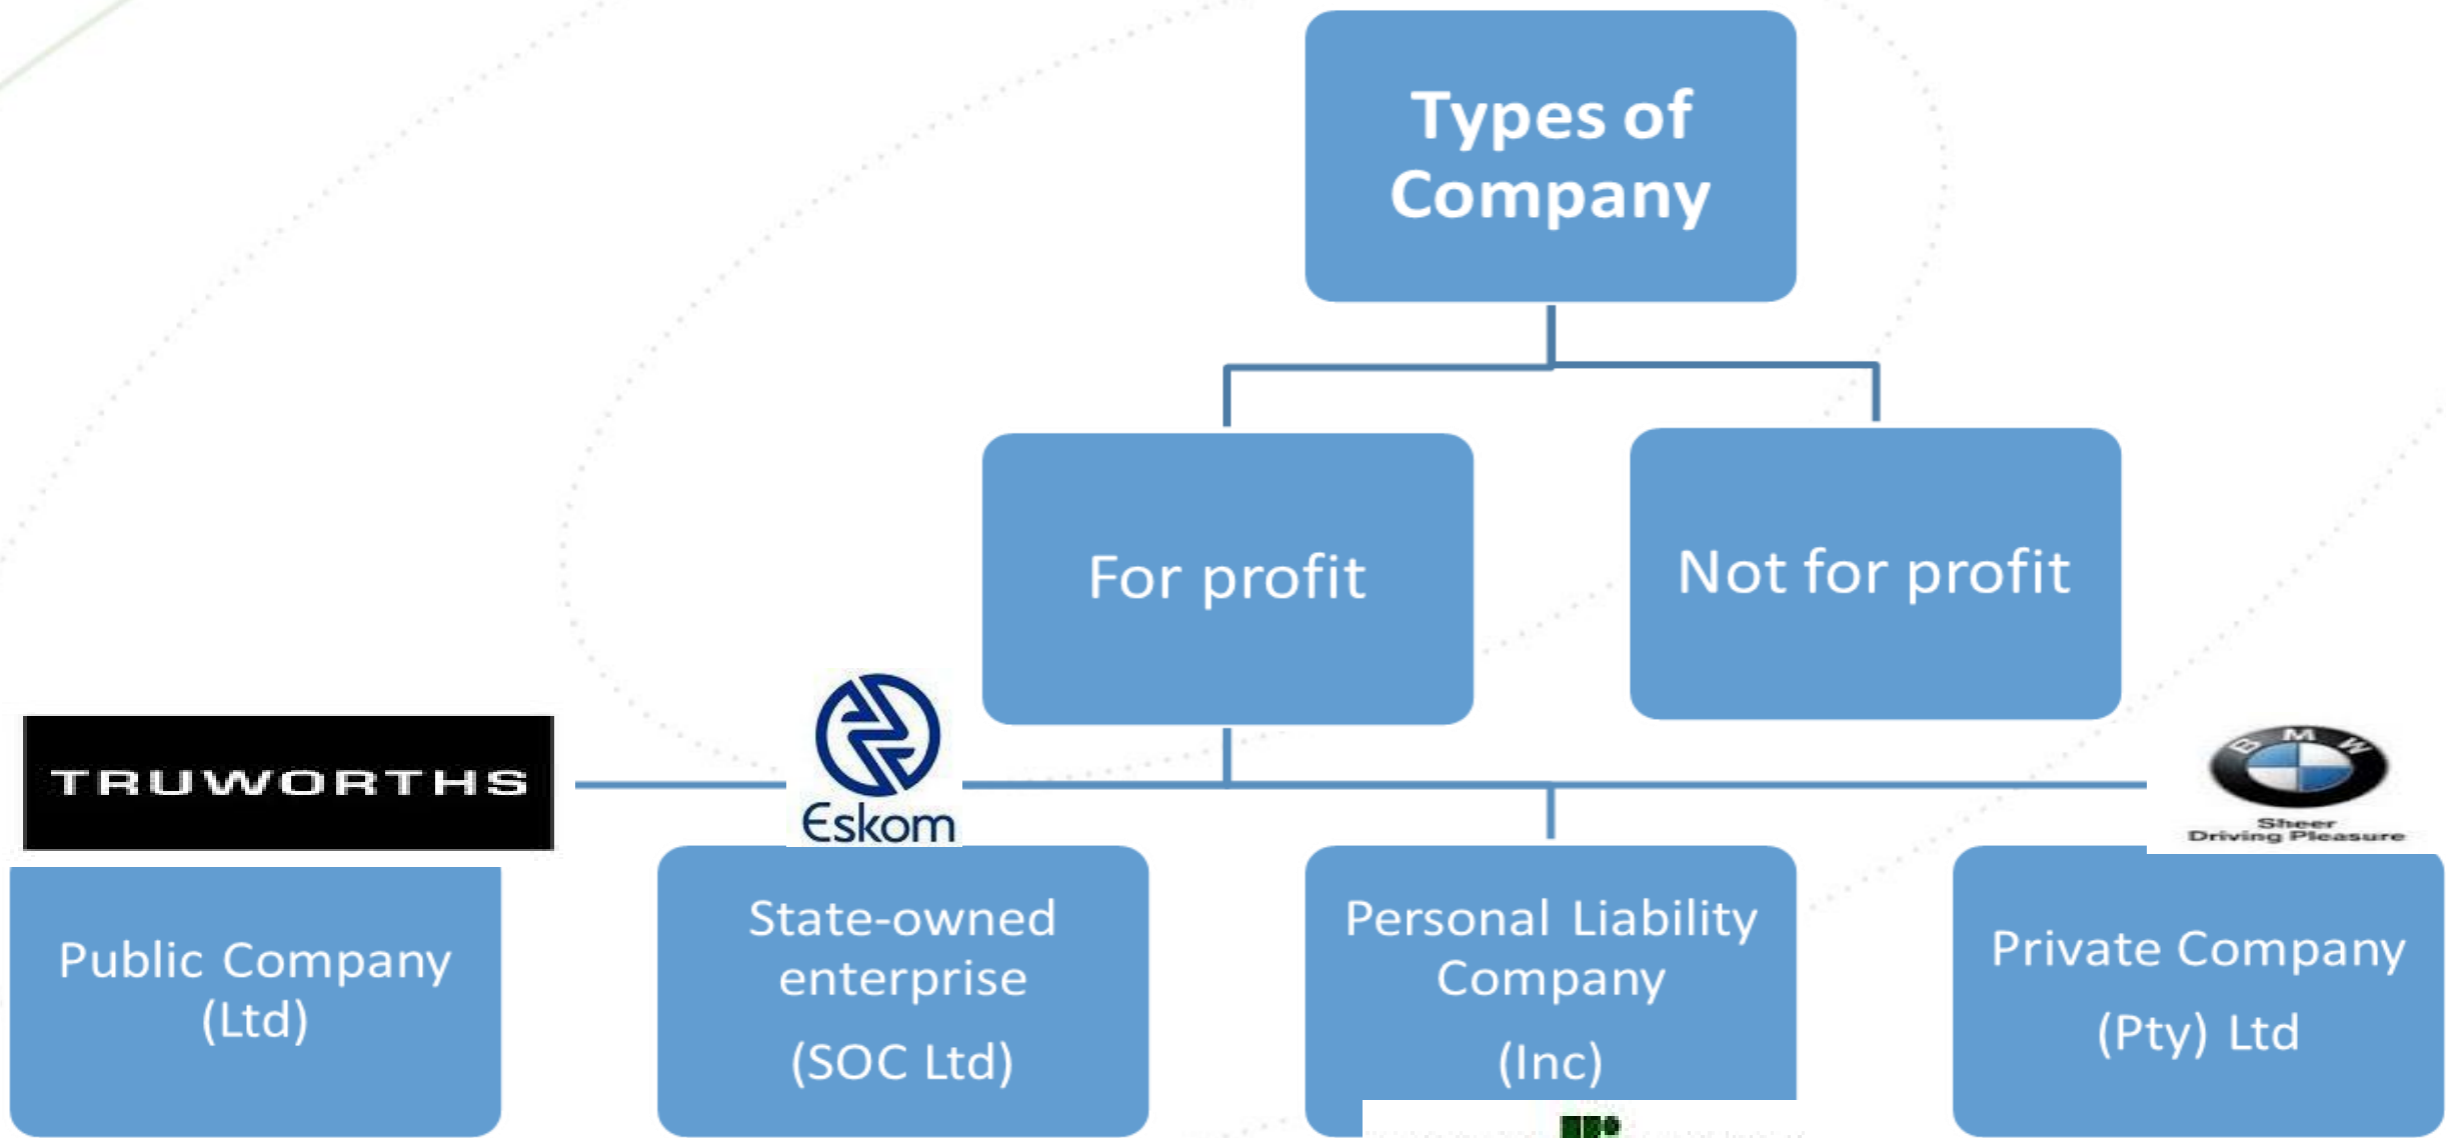 Types of
Company
For profit
Not for profit
TRUWORTHS
Eskom
BMW
Sheer
Driving Pleasure
Public Company
(Ltd)
State-owned
enterprise
(SOC Ltd)
Personal Liability
Company
(Inc)
Private Company
(Pty) Ltd